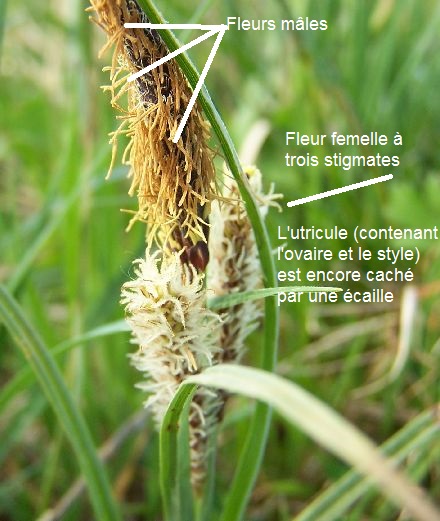 Fleurs mâles
Fleur femelle à
trois stigmates
L'utricule (contenant
l'ovaire et le style)
est encore caché
par une écaille